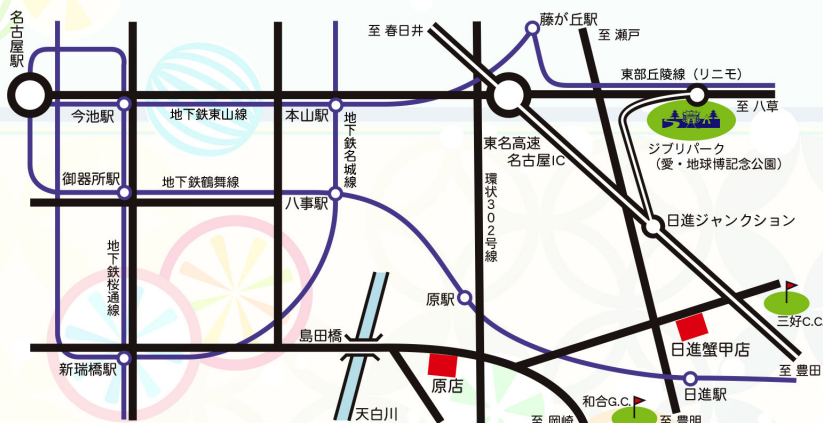 名古屋駅
至 春日井
藤が丘駅
至 瀬戸
東部丘陵線（リニモ）
至 八草
今池駅
地下鉄東山線
本山駅
地下鉄名城線
東名高速
名古屋IC
ジブリパーク
（愛・地球博記念公園）
御器所駅
地下鉄鶴舞線
八事駅
環状302号線
日進ジャンクション
地下鉄桜通線
原駅
島田橋
三好C.C.
日進蟹甲店
新瑞橋駅
原店
至 豊田
日進駅
和合G.C.
天白川
至 岡崎
至 豊明